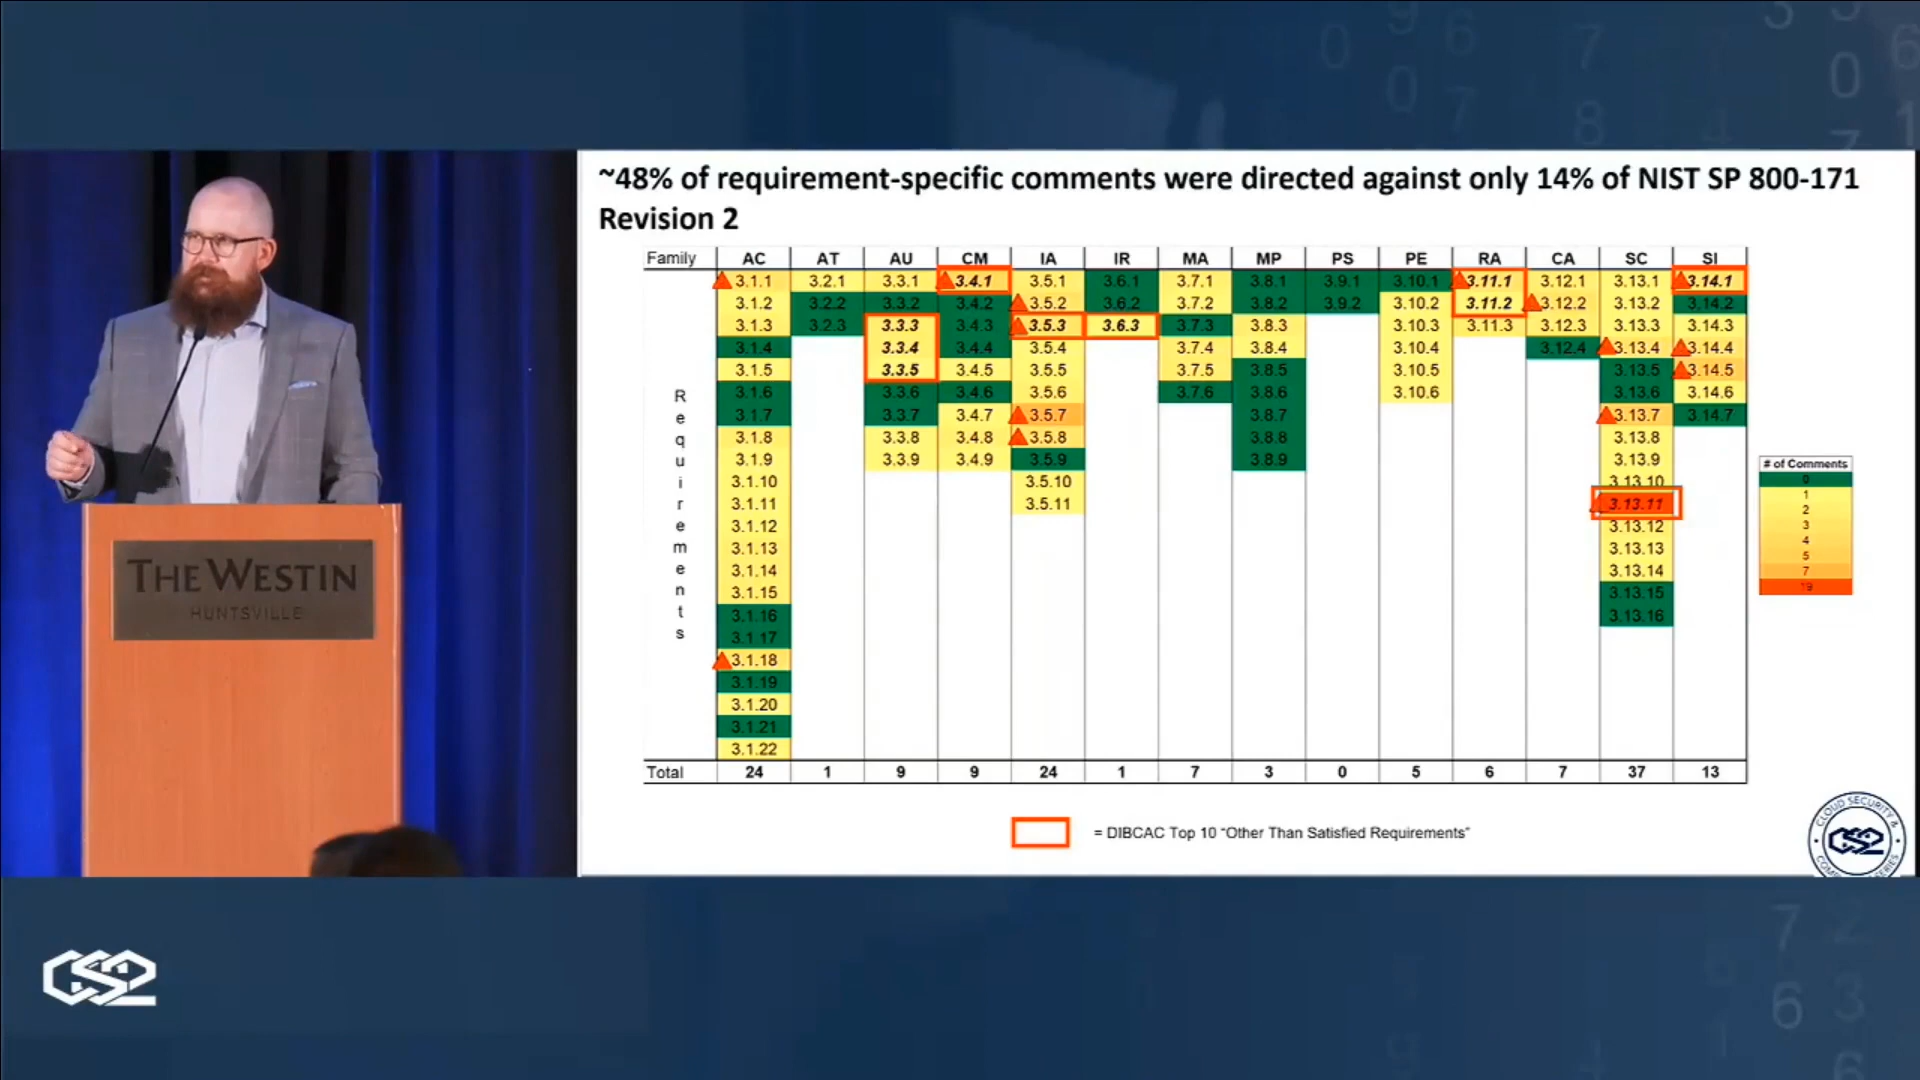 ~48% of requirement-specific comments were directed against only 14% of NIST SP 800-171
Revision 2
Family AC AT AU CM IA IR MA MP PS PE RA CA SC SI
3.1.1 3.2.1 3.3.1 3.4.1 3.5.1 3.6.1 3.7.1 3.8.1 3.9.1 3.10.1 3.11.1 3.12.1 3.13.1 3.14.1
3.1.2 3.2.2 3.3.2 3.4.2 3.5.2 3.6.2 3.7.2 3.8.2 3.9.2 3.10.2 3.11.2 3.12.2 3.13.2 3.14.2
3.1.3 3.2.3 3.3.3 3.4.3 3.5.3 3.6.3 3.7.3 3.8.3 3.10.3 3.11.3 3.12.3 3.13.3 3.14.3
3.1.4 3.3.4 3.4.4 3.5.4 3.7.4 3.8.4 3.10.4 3.12.4 3.13.4 3.14.4
3.1.5 3.3.5 3.4.5 3.5.5 3.7.5 3.8.5 3.10.5 3.13.5 3.14.5
3.1.6 3.3.6 3.4.6 3.5.6 3.7.6 3.8.6 3.10.6 3.13.6 3.14.6
3.1.7 3.3.7 3.4.7 3.5.7 3.8.7 3.13.7 3.14.7
3.1.8 3.3.8 3.4.8 3.5.8 3.8.8 3.13.8
3.1.9 3.3.9 3.4.9 3.5.9 3.8.9 3.13.9
3.1.10 3.5.10 3.13.10
3.1.11 3.5.11 3.13.11
3.1.12 3.13.12
3.1.13 3.13.13
3.1.14 3.13.14
3.1.15 3.13.15
3.1.16 3.13.16
3.1.17
3.1.18
3.1.19
3.1.20
3.1.21
3.1.22
Requirements
Total 24 1 9 9 24 1 7 3 0 5 6 7 37 13
# of Comments
0
1
2
3
4
5
7
19
= DIBCAC Top 10 "Other Than Satisfied Requirements"
THE WESTIN
HUNTSVILLE
CLOUD SECURITY &
CS2
CS2